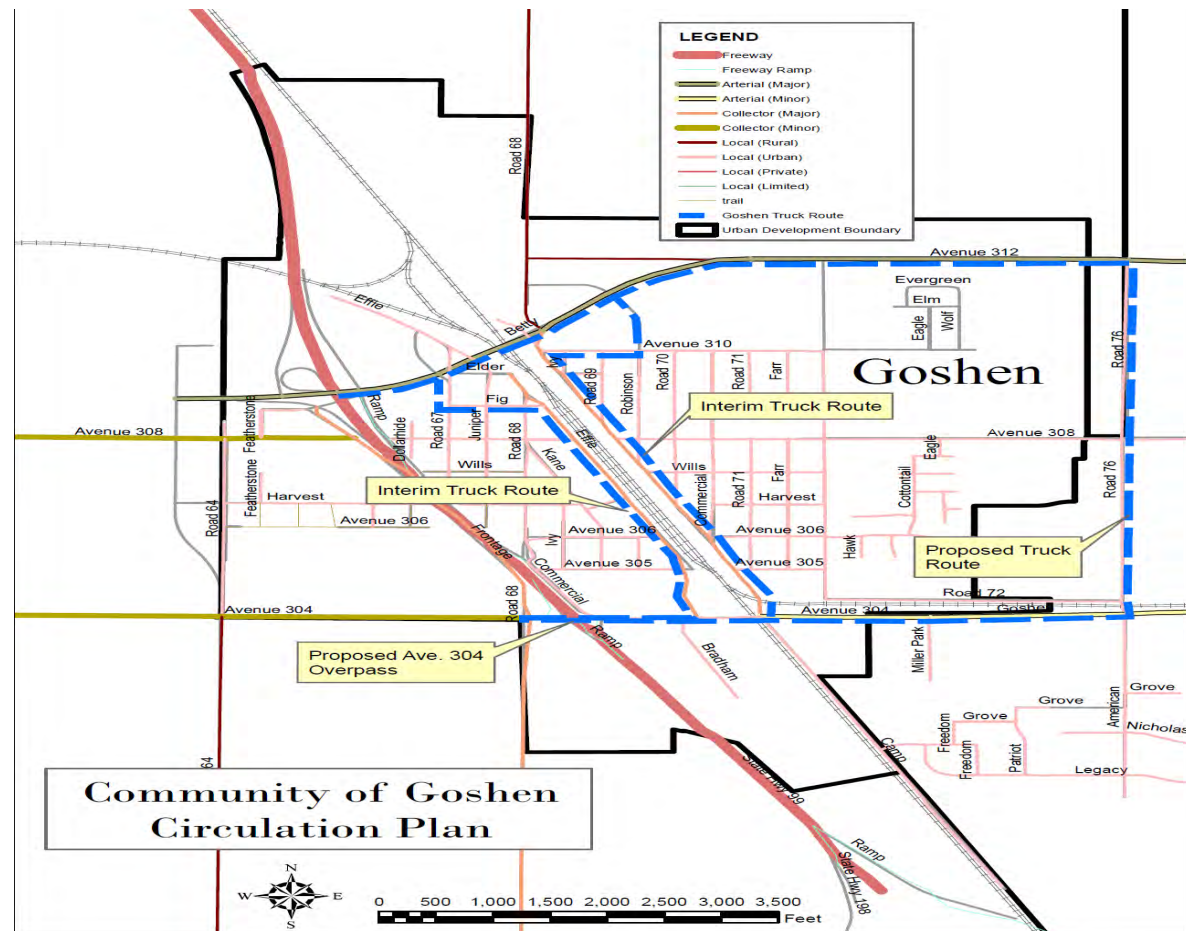 LEGEND
Freeway
Freeway Ramp
Arterial (Major)
Arterial (Minor)
Collector (Major)
Collector (Minor)
Local (Rural)
Local (Urban)
Local (Private)
Local (Limited)
trail
Goshen Truck Route
Urban Development Boundary
Road 68
Avenue 312
Evergreen
Elm
Eagle
Wolf
Road 76
Effie
Betty
Avenue 310
Ivy
Road 69
Robinson
Road 70
Road 71
Farr
Goshen
Elder
Fig
Ramp
Road 67
Juniper
Road 68
Effie
Interim Truck Route
Avenue 308
Featherstone
Dollarhide
Avenue 308
Eagle
Kane
Wills
Wills
Commercial
Road 71
Farr
Cottontail
Road 76
Featherstone
Harvest
Interim Truck Route
Harvest
Road 64
Avenue 306
Frontage
Ivy
Avenue 306
Avenue 306
Hawk
Proposed Truck
Route
Commercial
Avenue 305
Avenue 305
Road 72
Avenue 304
Road 68
Ramp
Avenue 304
Goshen
Proposed Ave. 304
Overpass
Bradham
Miller Park
American
Grove
Grove
Grove
Nicholas
Freedom
Freedom
Patriot
Camp
Legacy
64
State Hwy 99
Community of Goshen
Circulation Plan
Ramp
State Hwy 198
N
W E
S
0 500 1,000 1,500 2,000 2,500 3,000 3,500
Feet